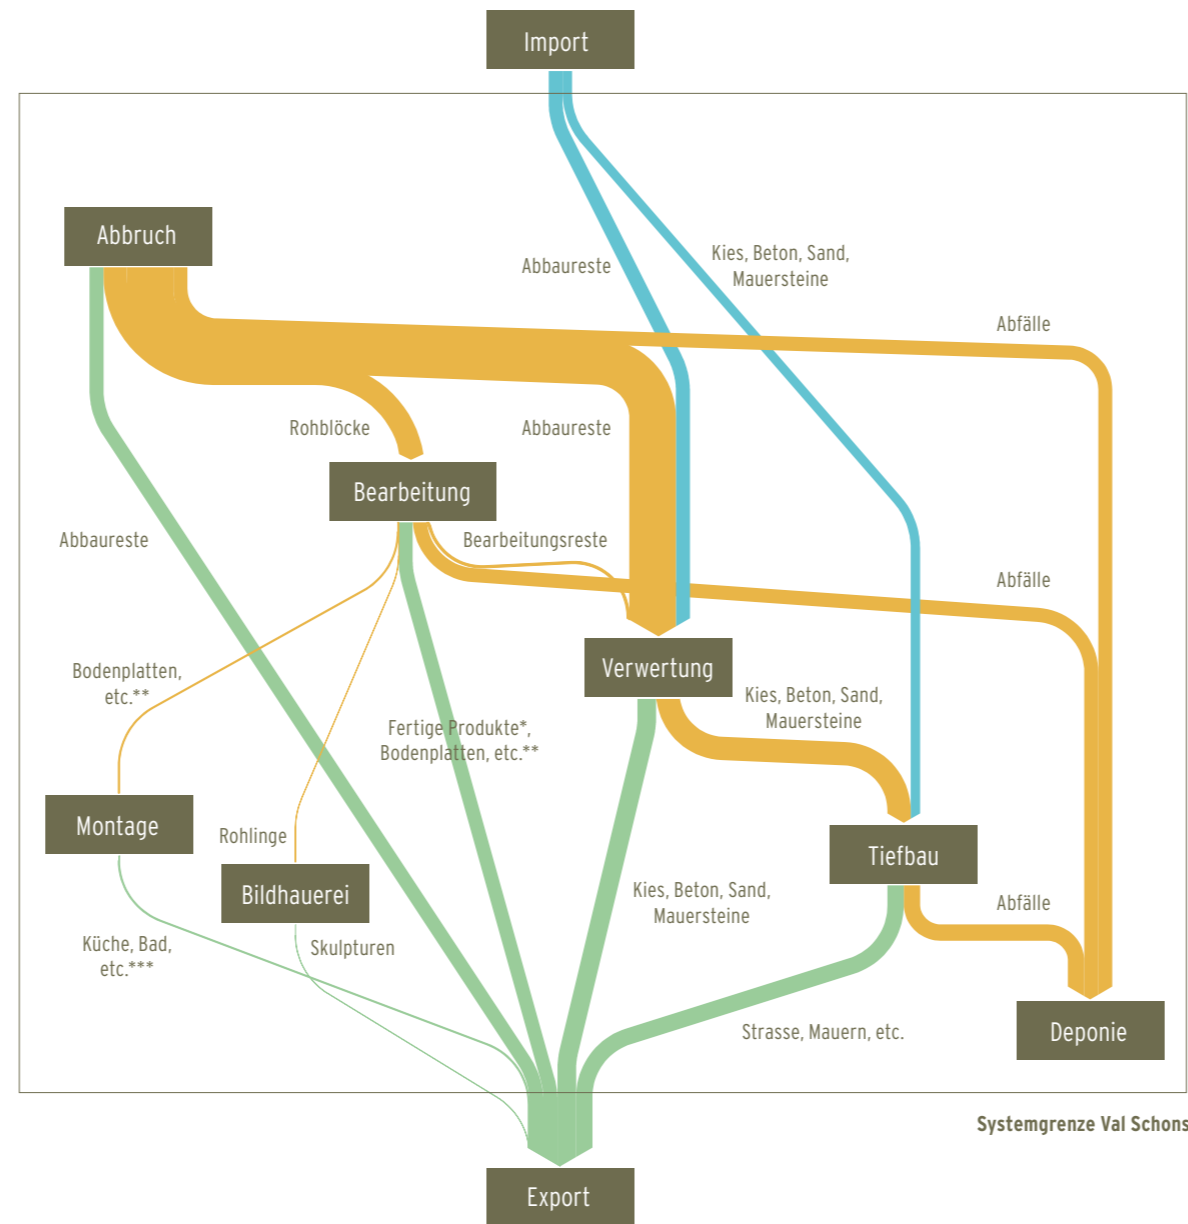 Import
Abbruch
Kies, Beton, Sand,
Mauersteine
Abbaureste
Abfälle
Rohblöcke
Abbaureste
Bearbeitung
Abbaureste
Bearbeitungsreste
Abfälle
Verwertung
Bodenplatten,
etc.**
Kies, Beton, Sand,
Mauersteine
Fertige Produkte*,
Bodenplatten, etc.**
Montage
Rohlinge
Tiefbau
Bildhauerei
Kies, Beton, Sand,
Mauersteine
Abfälle
Küche, Bad,
etc.***
Skulpturen
Strasse, Mauern, etc.
Deponie
Systemgrenze Val Schons
Export